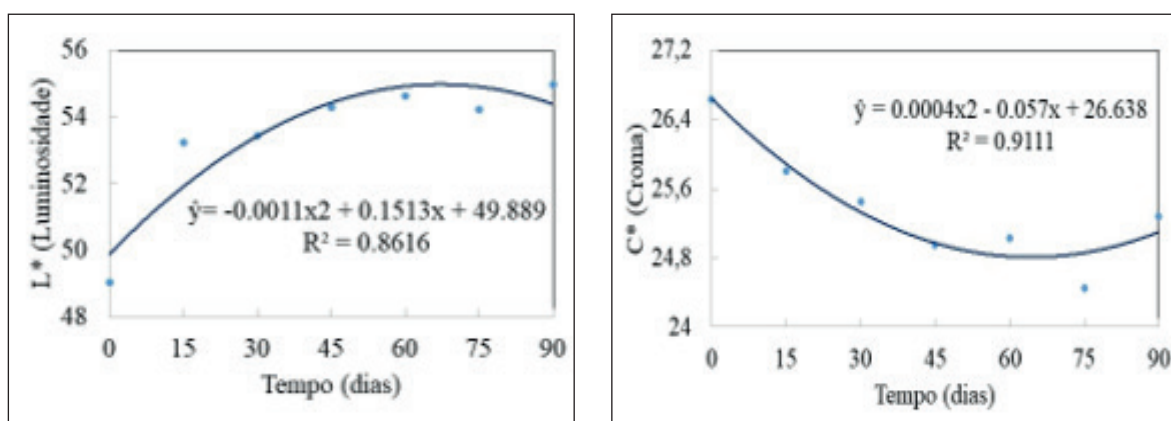 L* (Luminosidade)
56
54
52
50
48
ŷ= -0.0011x2 + 0.1513x + 49.889
R² = 0.8616
0 15 30 45 60 75 90
Tempo (dias)
C* (Croma)
27,2
26,4
25,6
24,8
24
ŷ = 0.0004x2 - 0.057x + 26.638
R² = 0.9111
0 15 30 45 60 75 90
Tempo (dias)